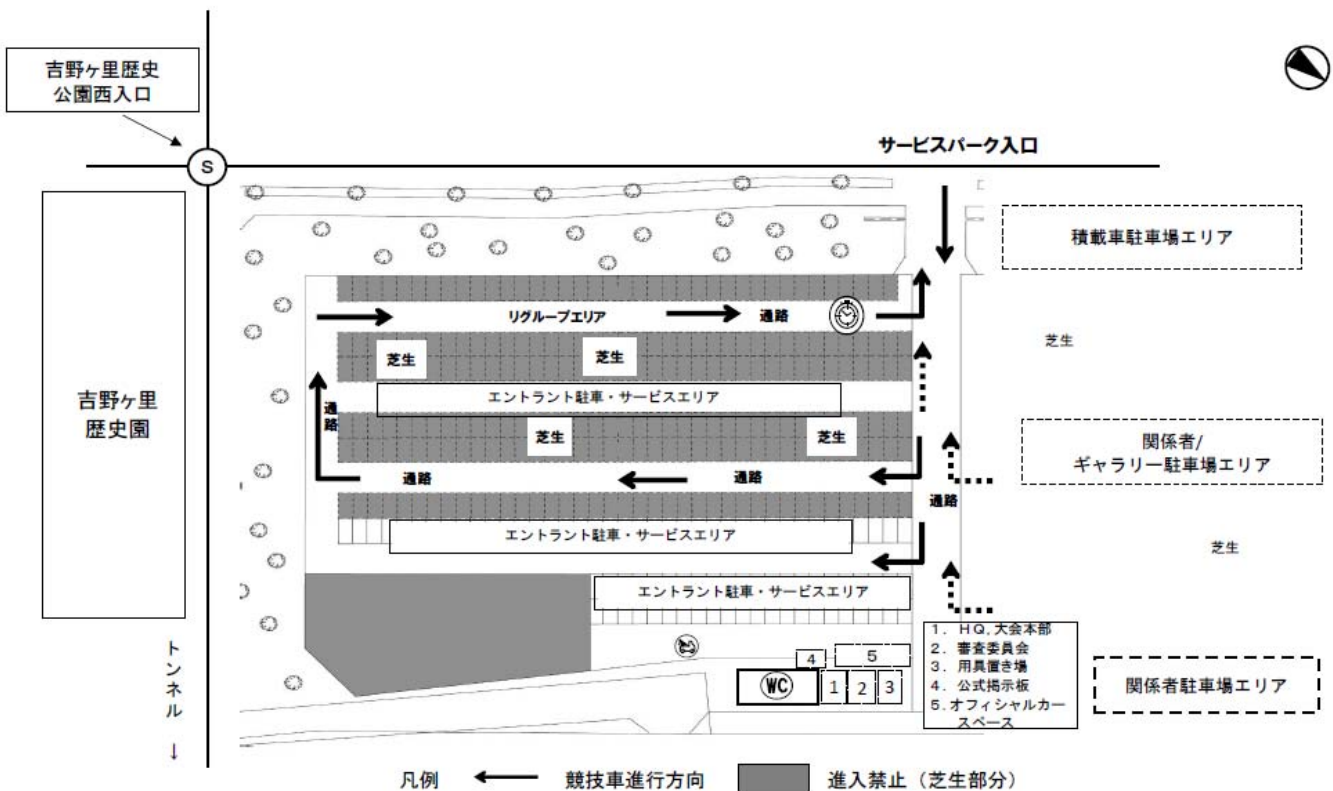 吉野ヶ里歴史
公園西入口
S
サービスパーク入口
積載車駐車場エリア
リグループエリア
通路
芝生
芝生
芝生
エントラント駐車・サービスエリア
吉野ヶ里
歴史園
通路
芝生
芝生
関係者/
ギャラリー駐車場エリア
通路
通路
通路
エントラント駐車・サービスエリア
芝生
エントラント駐車・サービスエリア
トンネル ↓
1. HQ,大会本部
2. 審査委員会
3. 用具置き場
4. 公式掲示板
5. オフィシャルカー
スペース
4
5
WC
1
2
3
関係者駐車場エリア
凡例
競技車進行方向
進入禁止（芝生部分）